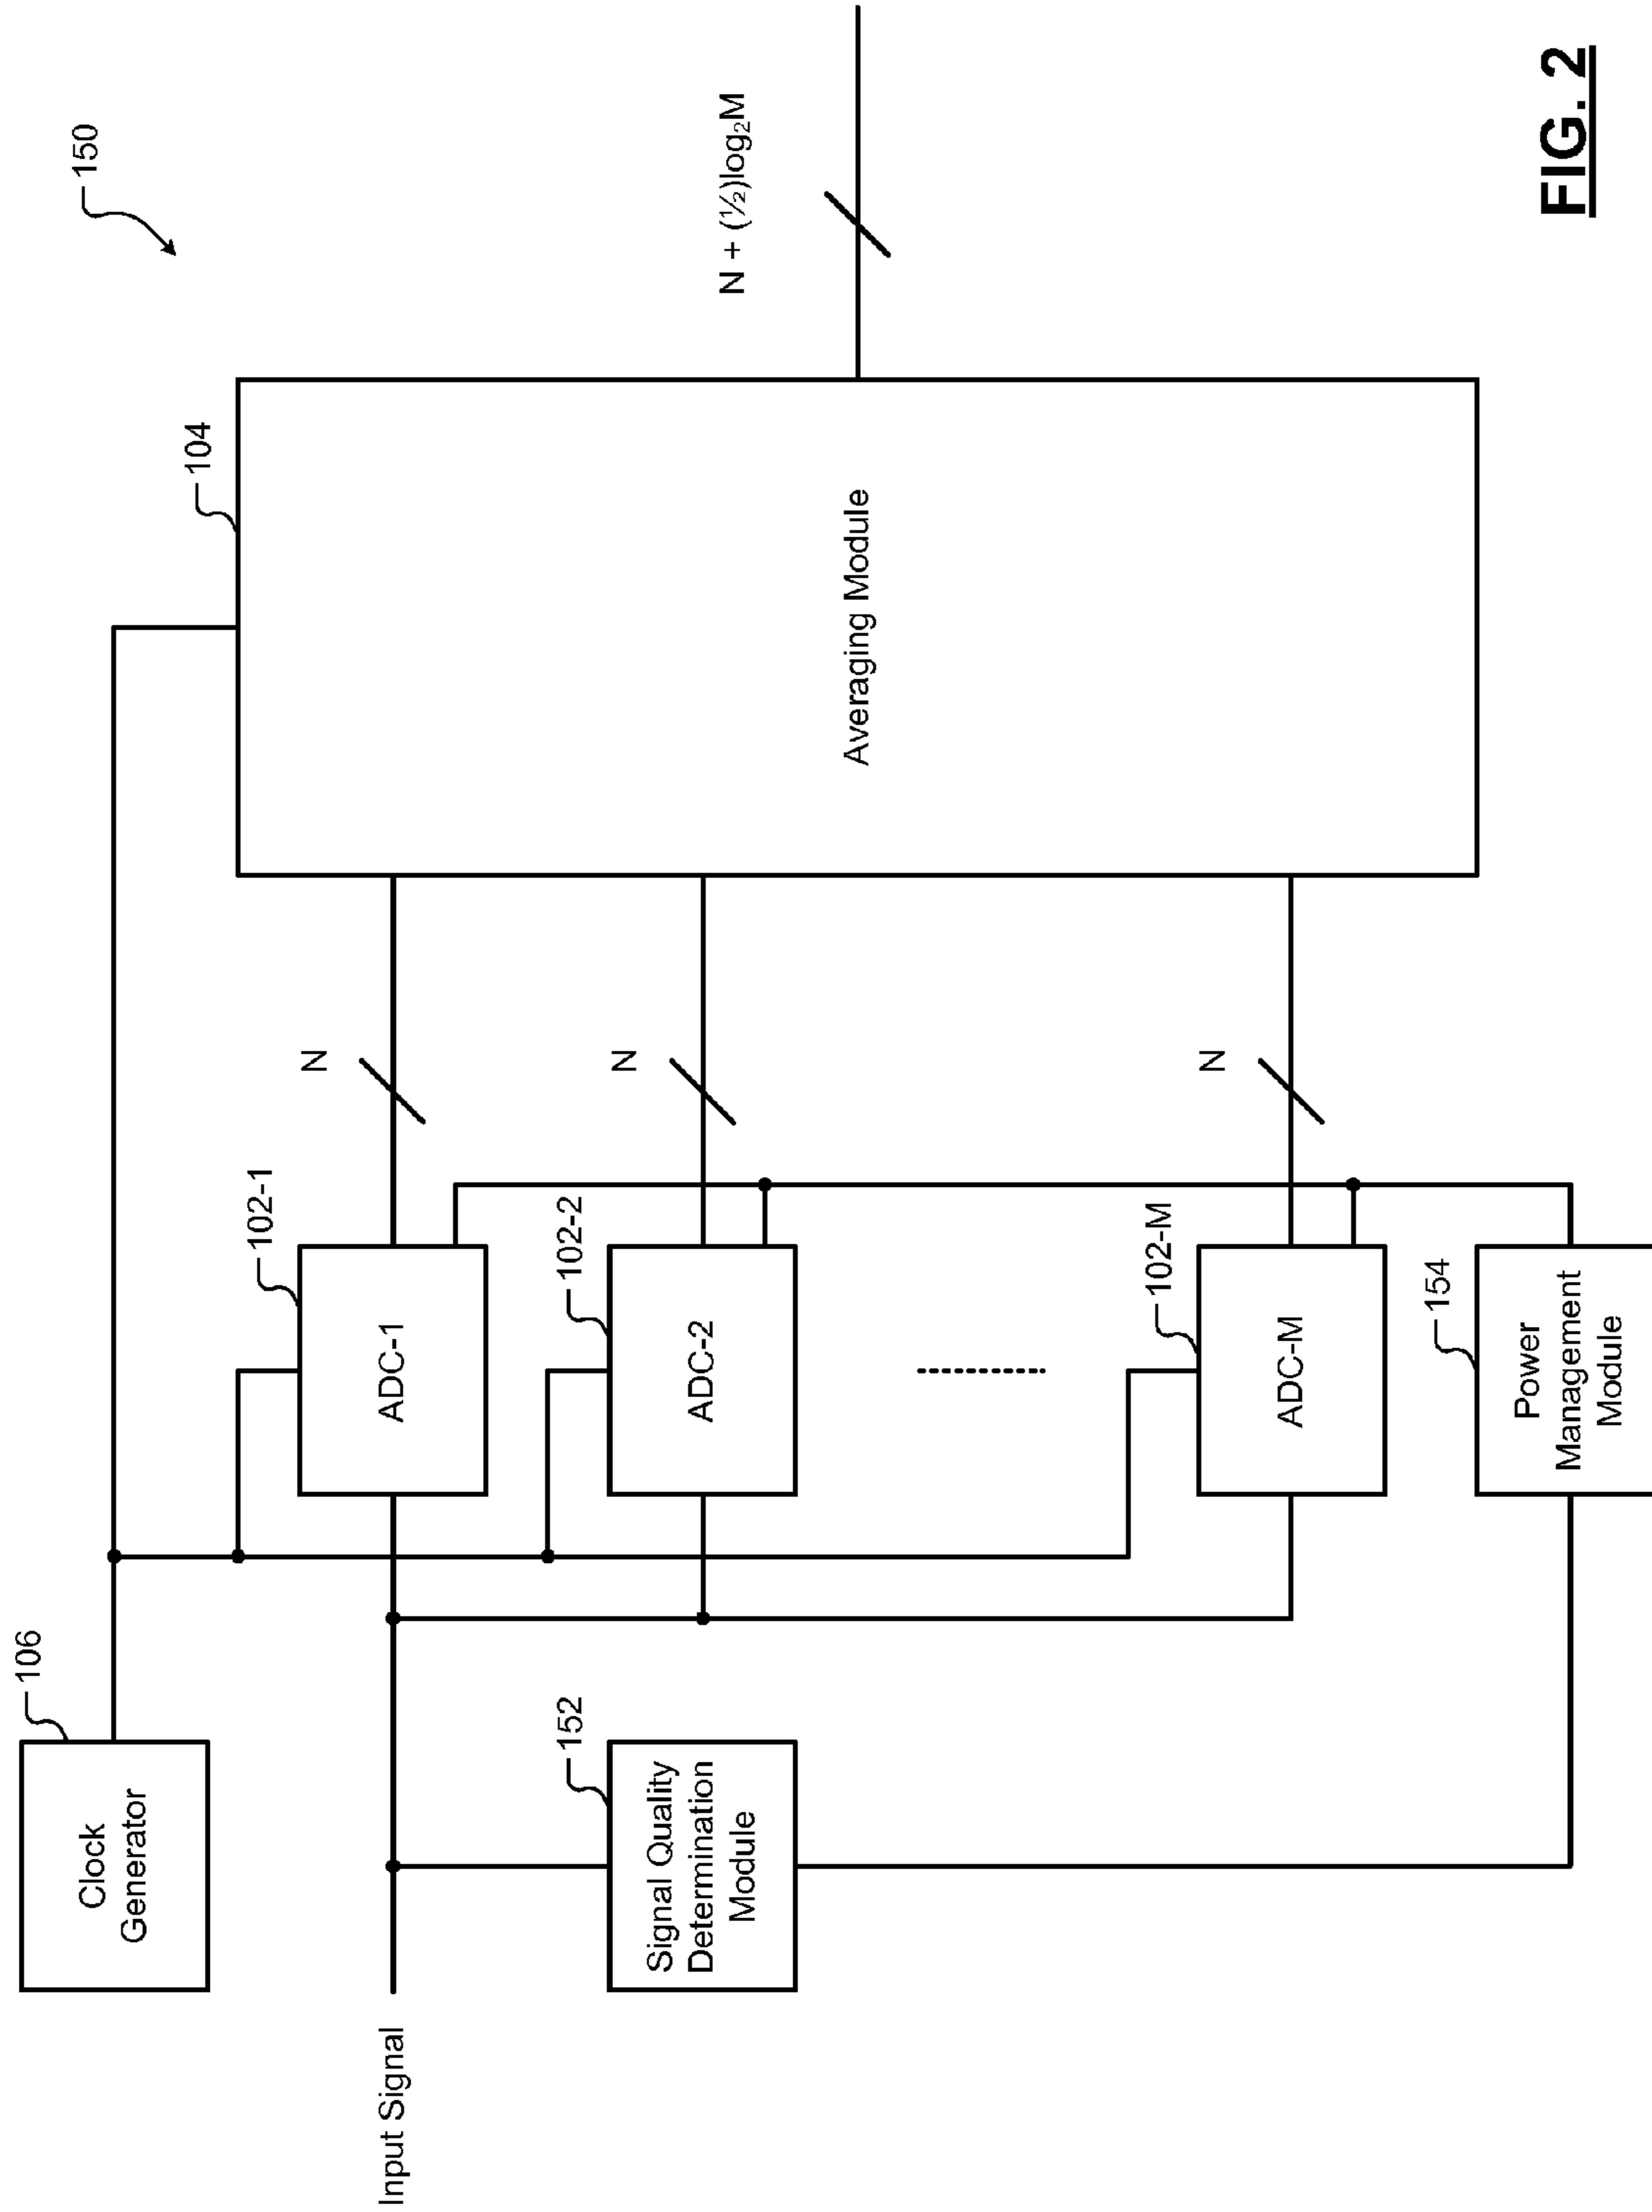 150
106
Clock
Generator
104
Input Signal
102-1
ADC-1
N
Averaging Module
N + (½)log₂M
152
Signal Quality
Determination
Module
102-2
ADC-2
N
102-M
ADC-M
N
154
Power
Management
Module
FIG. 2